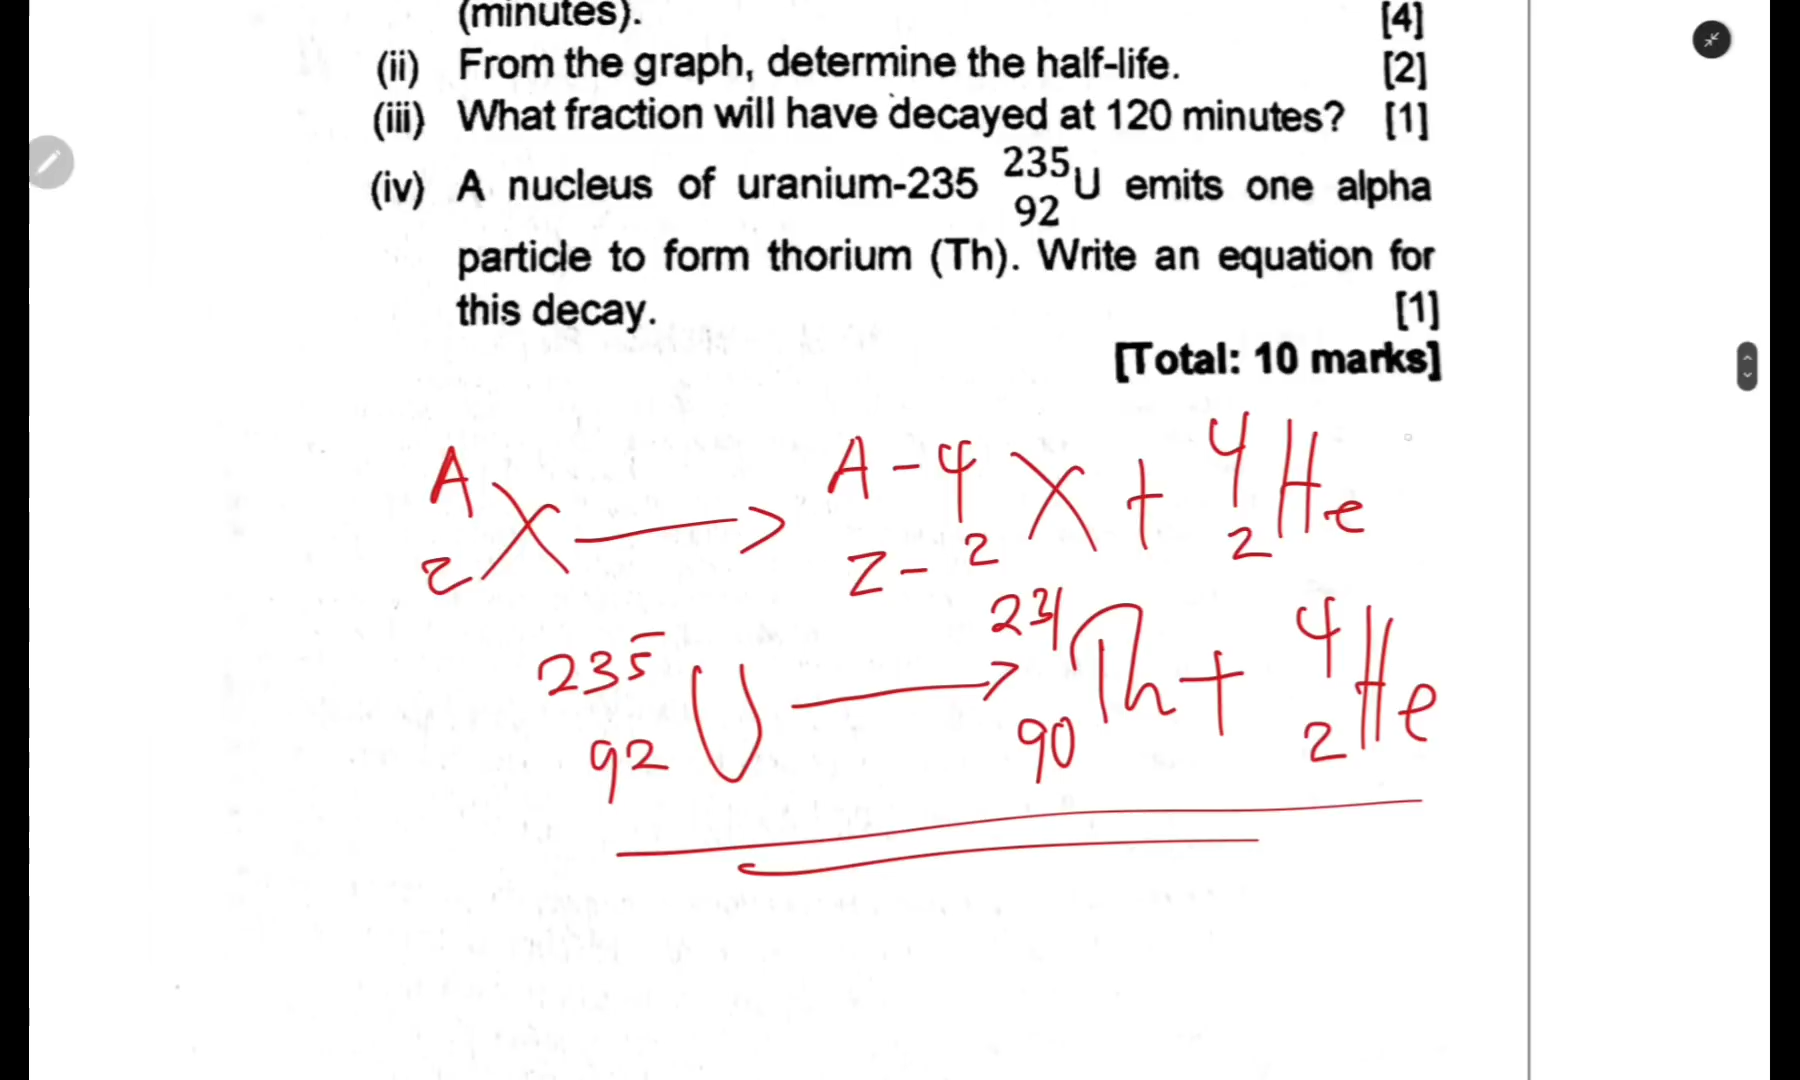 (minutes). [4]
(ii) From the graph, determine the half-life. [2]
(iii) What fraction will have decayed at 120 minutes? [1]
(iv) A nucleus of uranium-235 ²³⁵₉₂U emits one alpha
particle to form thorium (Th). Write an equation for
this decay. [1]
[Total: 10 marks]
A Z X → A-4 Z-2 X + 4 2 He
235 92 U → 231 90 Th + 4 2 He